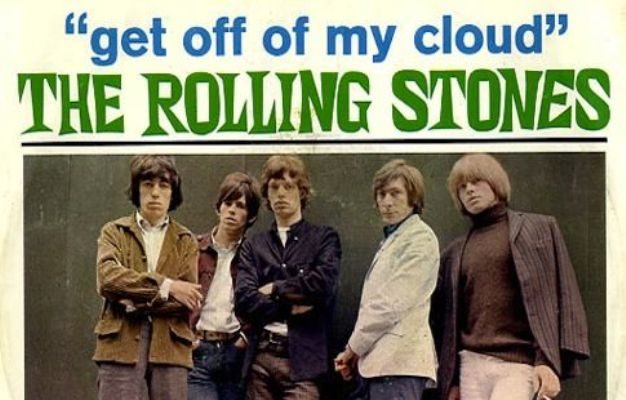 “get off of my cloud”
THE ROLLING STONES